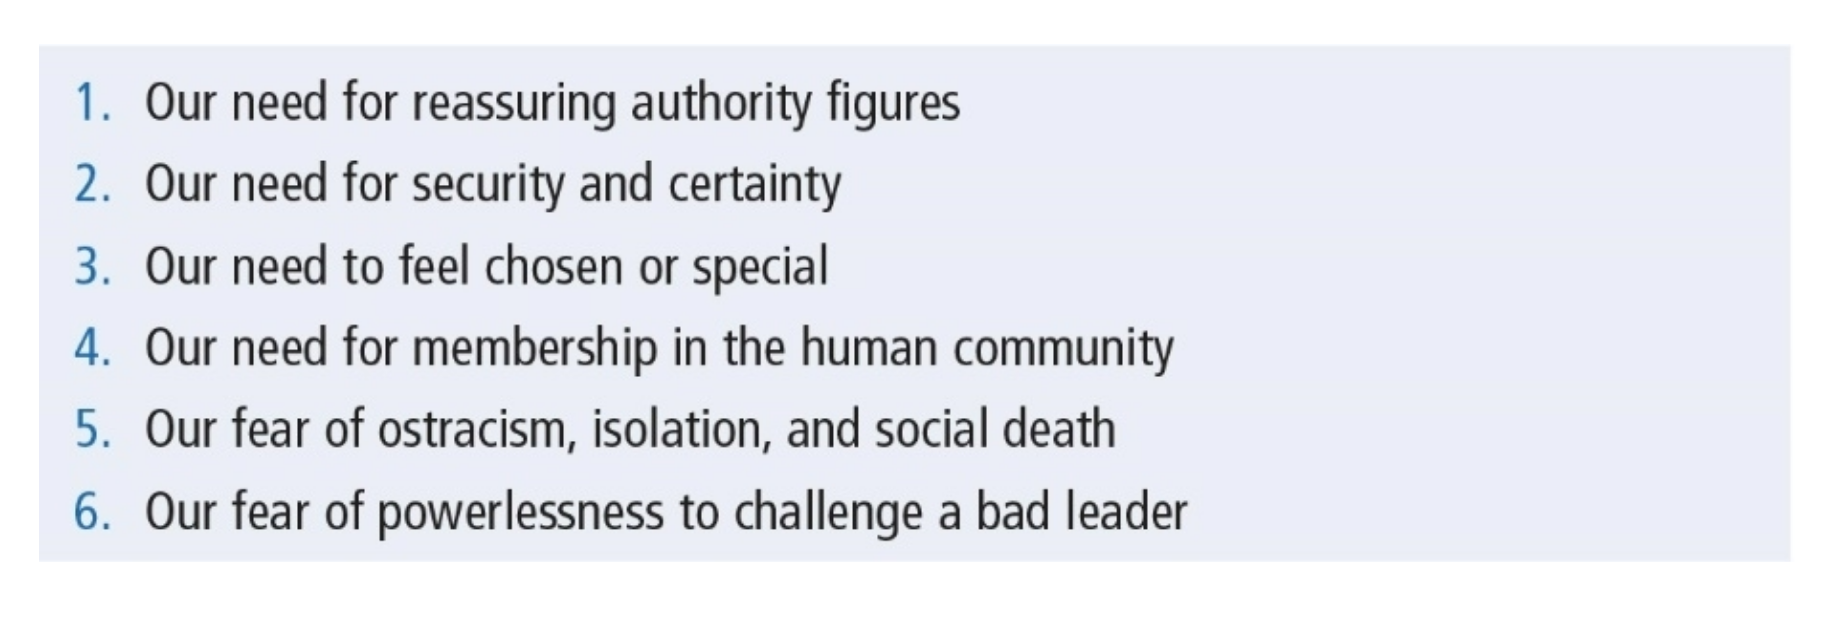 1. Our need for reassuring authority figures
2. Our need for security and certainty
3. Our need to feel chosen or special
4. Our need for membership in the human community
5. Our fear of ostracism, isolation, and social death
6. Our fear of powerlessness to challenge a bad leader